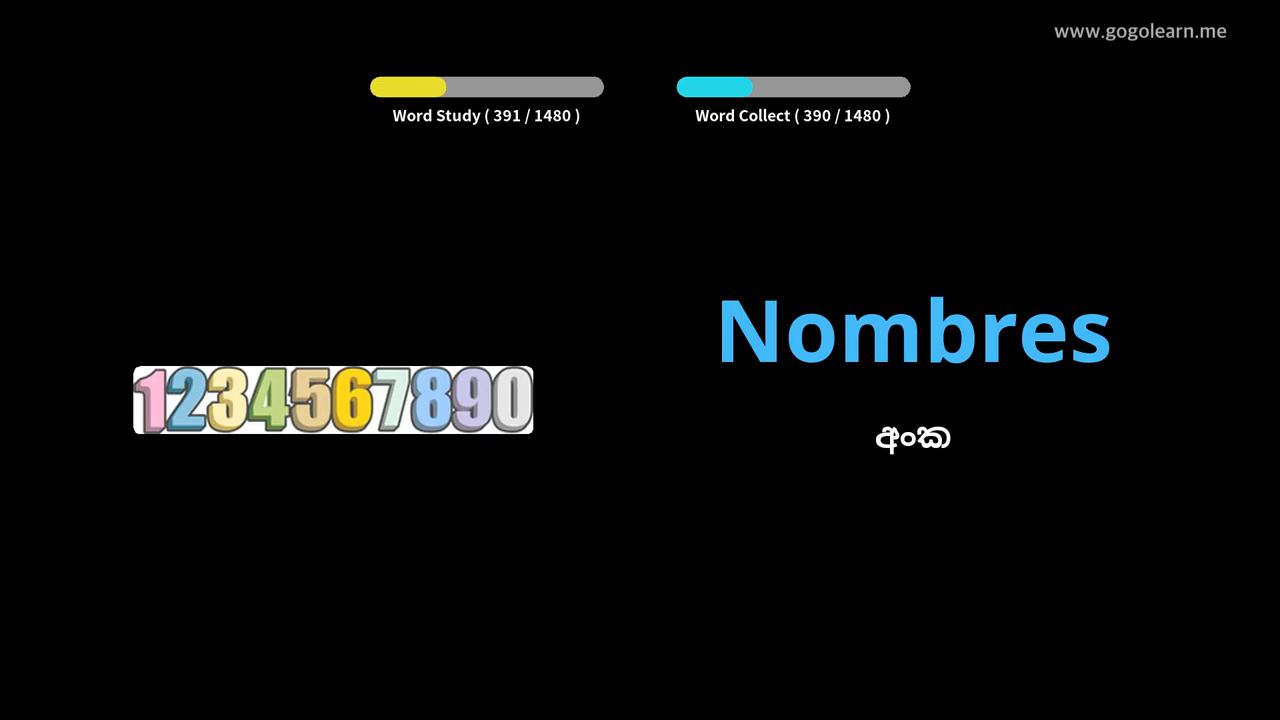 www.gogolearn.me
Word Study ( 391 / 1480 )
Word Collect ( 390 / 1480 )
Nombres
1234567890
අංක